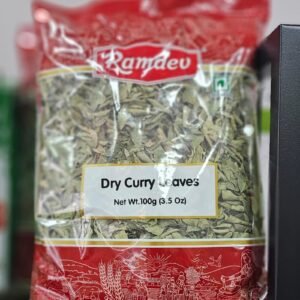 Ramdev
Dry Curry Leaves
Net Wt.100g (3.5 Oz)